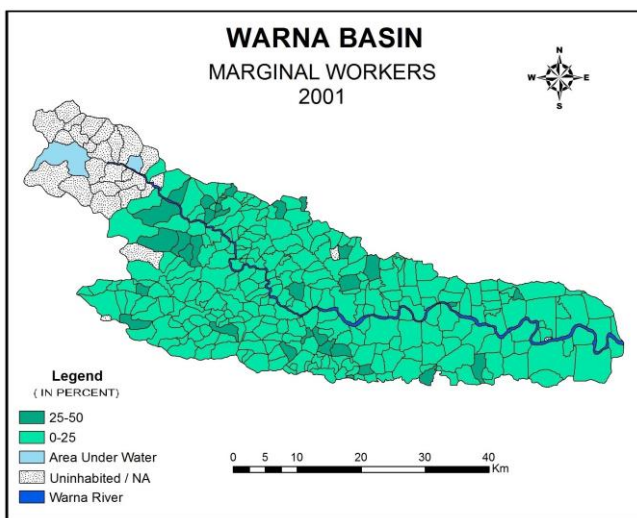 WARNA BASIN
MARGINAL WORKERS
2001
N
W E
S
Legend
( IN PERCENT)
25-50
0-25
Area Under Water
Uninhabited / NA
Warna River
0 5 10 20 30 40
Km